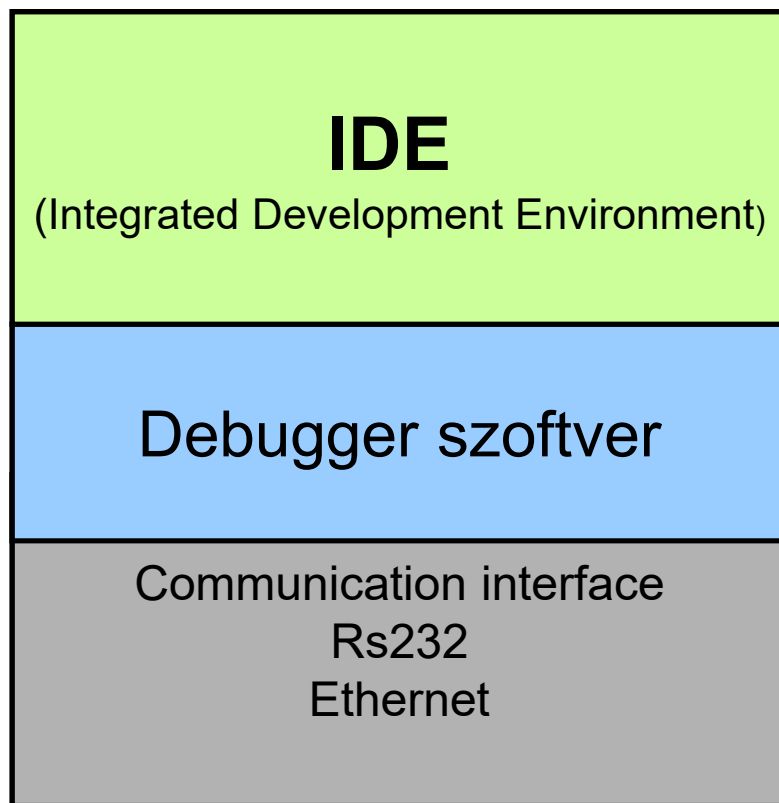 IDE
(Integrated Development Environment)
Debugger szoftver
Communication interface
Rs232
Ethernet